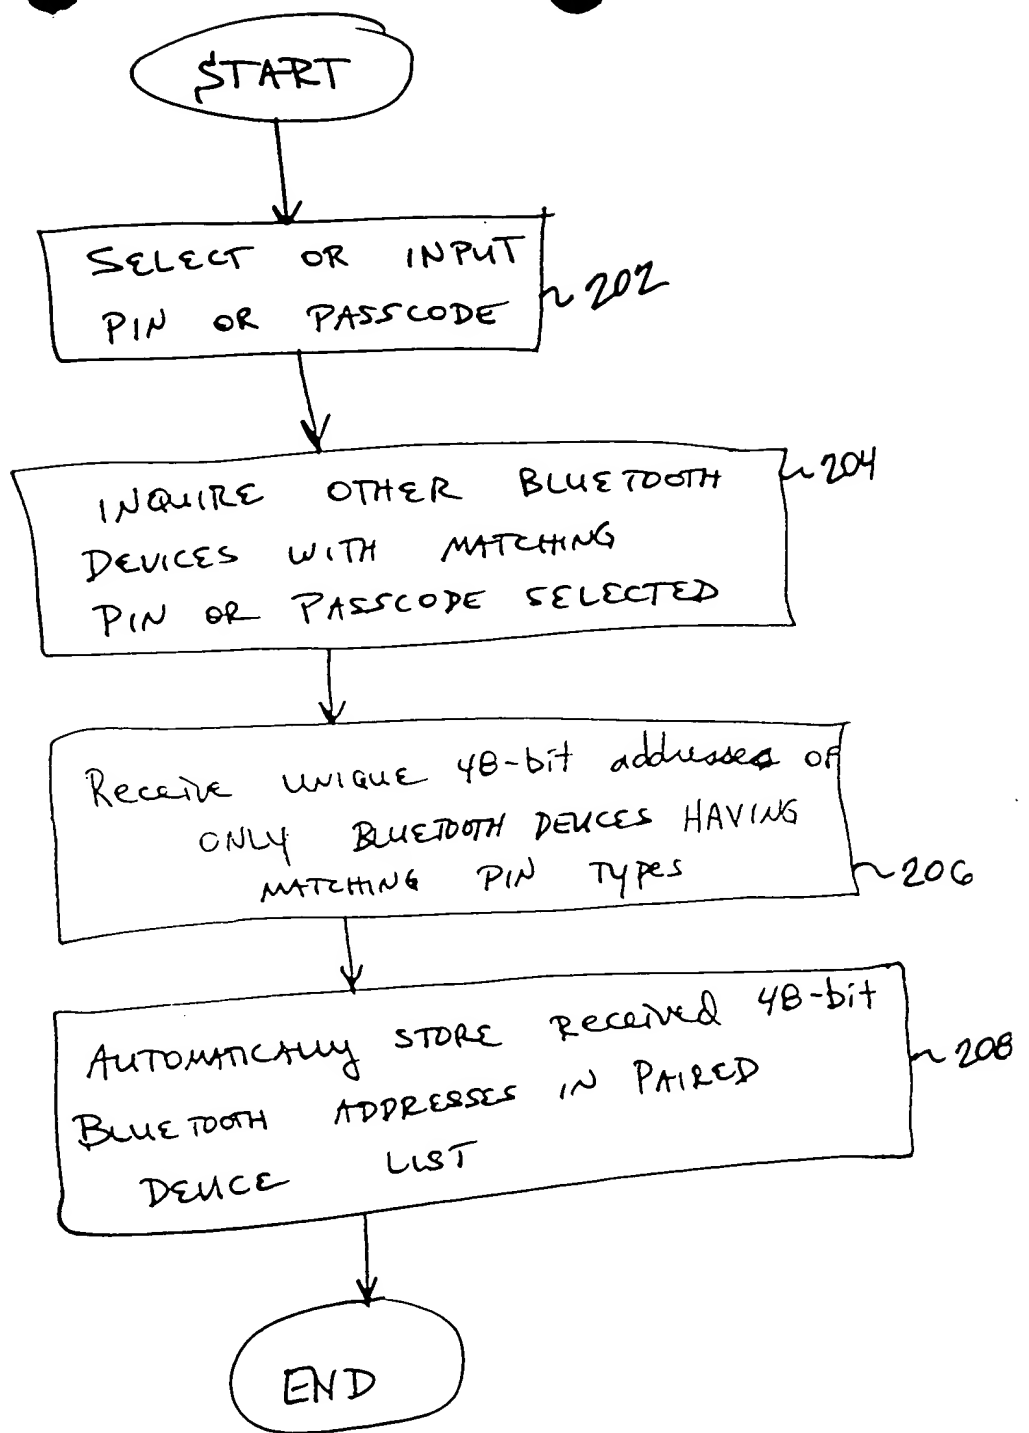 START
SELECT OR INPUT
PIN OR PASSCODE
202
INQUIRE OTHER BLUETOOTH
DEVICES WITH MATCHING
PIN OR PASSCODE SELECTED
204
Receive UNIQUE 48-bit addresses OF
ONLY BLUETOOTH DEVICES HAVING
MATCHING PIN Types
206
AUTOMATICALLY STORE Received 48-bit
BLUETOOTH ADDRESSES IN PAIRED
DEVICE LIST
208
END